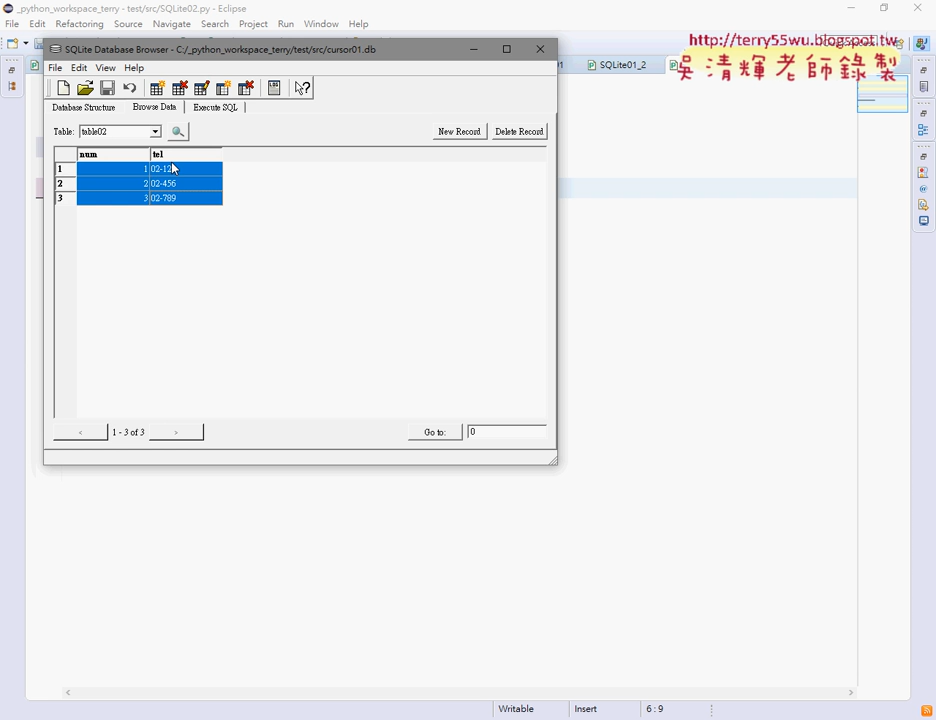 _python_workspace_terry - test/src/SQLite02.py - Eclipse
File Edit Refactoring Source Navigate Search Project Run Window Help
http://terry55wu.blogspot.tw
吳清輝老師錄製
SQLite01_2
SQLite Database Browser - C:/_python_workspace_terry/test/src/cursor01.db
File Edit View Help
Database Structure Browse Data Execute SQL
Table: table02 New Record Delete Record
num tel
1 1 02-12
2 2 02-456
3 3 02-789
< 1 - 3 of 3 > Go to: 0
Writable Insert 6 : 9